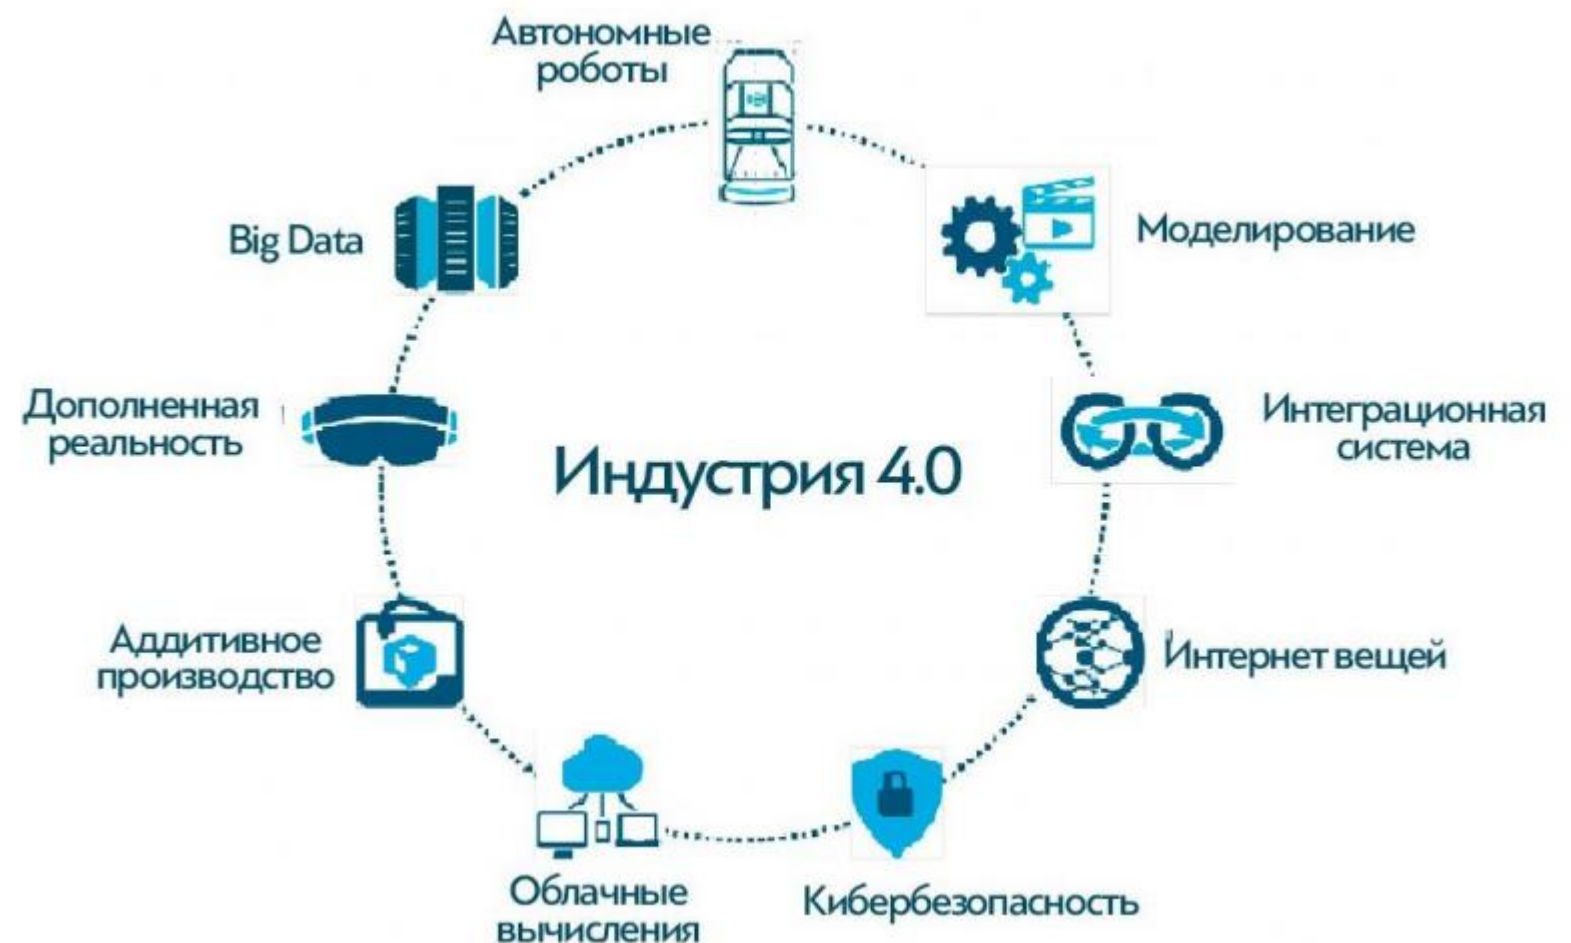 Автономные
роботы
Big Data
Моделирование
Дополненная
реальность
Интеграционная
система
Индустрия 4.0
Аддитивное
производство
Интернет вещей
Облачные
вычисления
Кибербезопасность